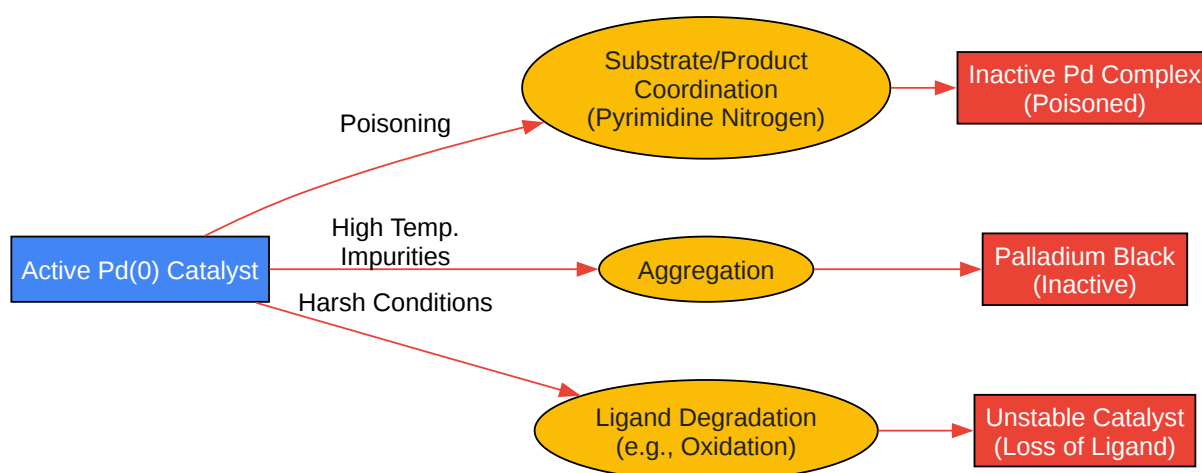 Substrate/Product
Coordination
(Pyrimidine Nitrogen)
Inactive Pd Complex
(Poisoned)
Poisoning
High Temp.
Impurities
Active Pd(0) Catalyst
Aggregation
Palladium Black
(Inactive)
Harsh Conditions
Ligand Degradation
(e.g., Oxidation)
Unstable Catalyst
(Loss of Ligand)